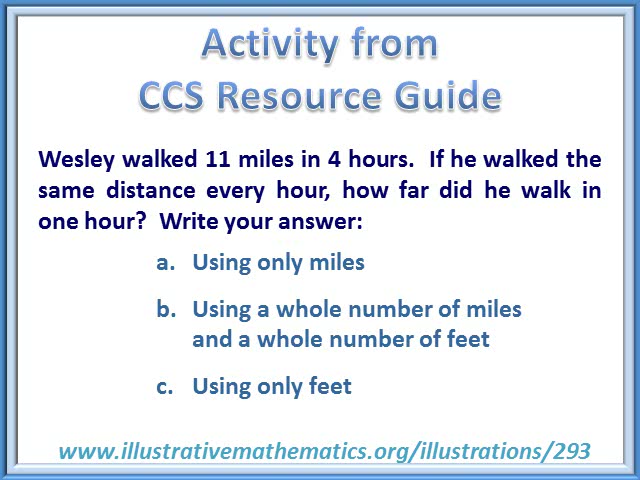 Activity from
CCS Resource Guide
Wesley walked 11 miles in 4 hours. If he walked the
same distance every hour, how far did he walk in
one hour? Write your answer:
a. Using only miles
b. Using a whole number of miles
and a whole number of feet
c. Using only feet
www.illustrativemathematics.org/illustrations/293